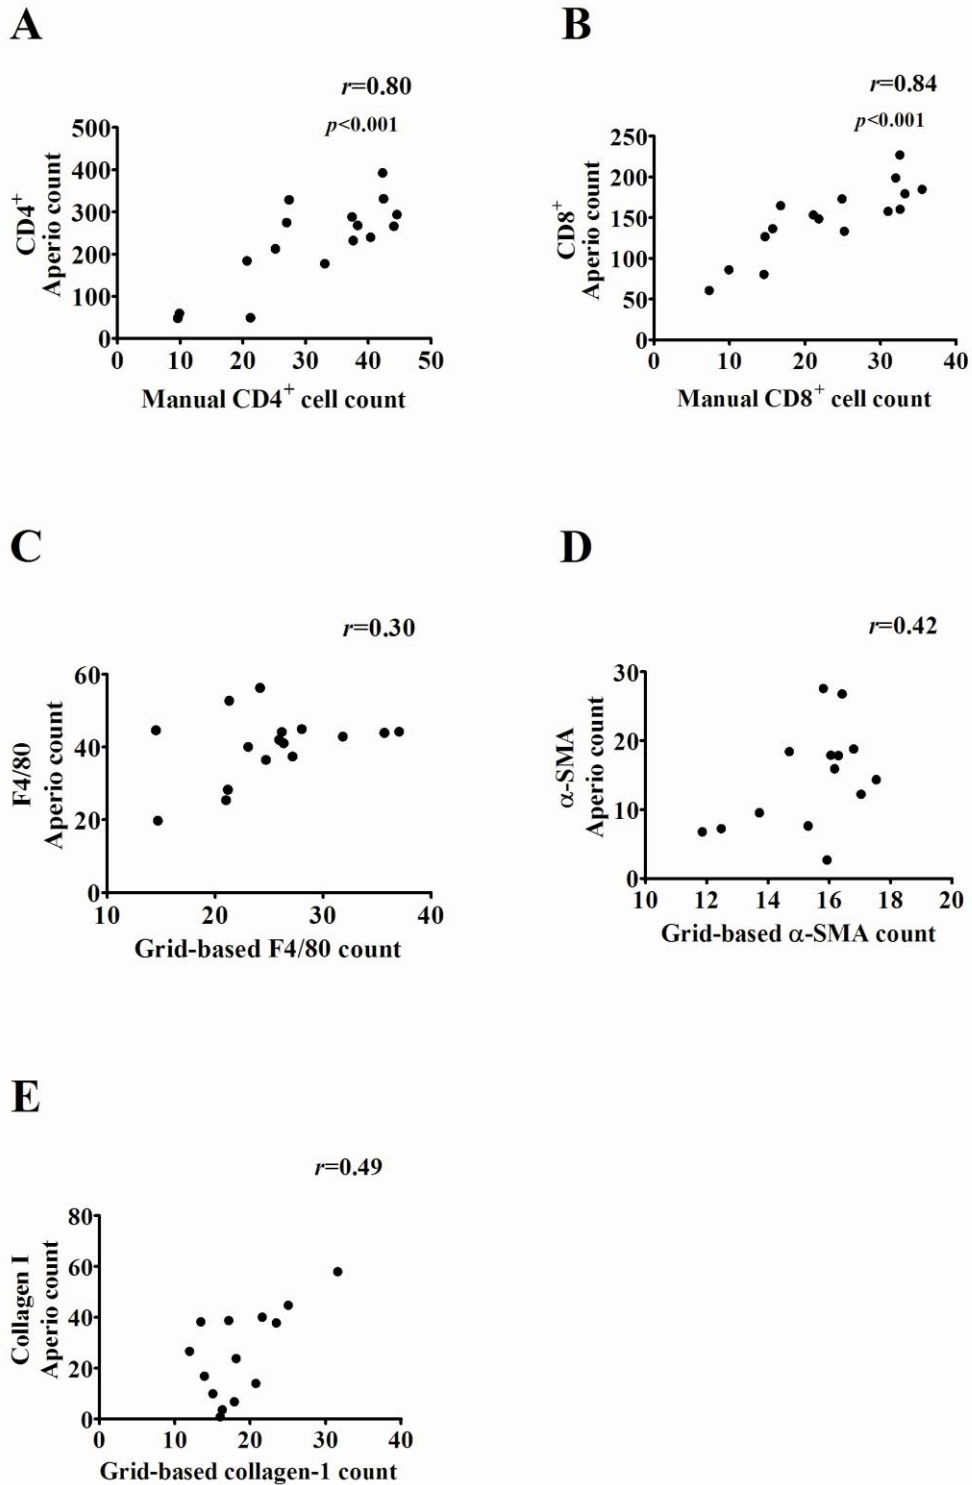 A
r=0.80
p<0.001
500
400
300
200
100
0
CD4+
Aperio count
0 10 20 30 40 50
Manual CD4+ cell count
B
r=0.84
p<0.001
250
200
150
100
50
0
CD8+
Aperio count
0 10 20 30 40
Manual CD8+ cell count
C
r=0.30
60
40
20
0
F4/80
Aperio count
10 20 30 40
Grid-based F4/80 count
D
r=0.42
30
20
10
0
α-SMA
Aperio count
10 12 14 16 18 20
Grid-based α-SMA count
E
r=0.49
80
60
40
20
0
Collagen I
Aperio count
0 10 20 30 40
Grid-based collagen-1 count